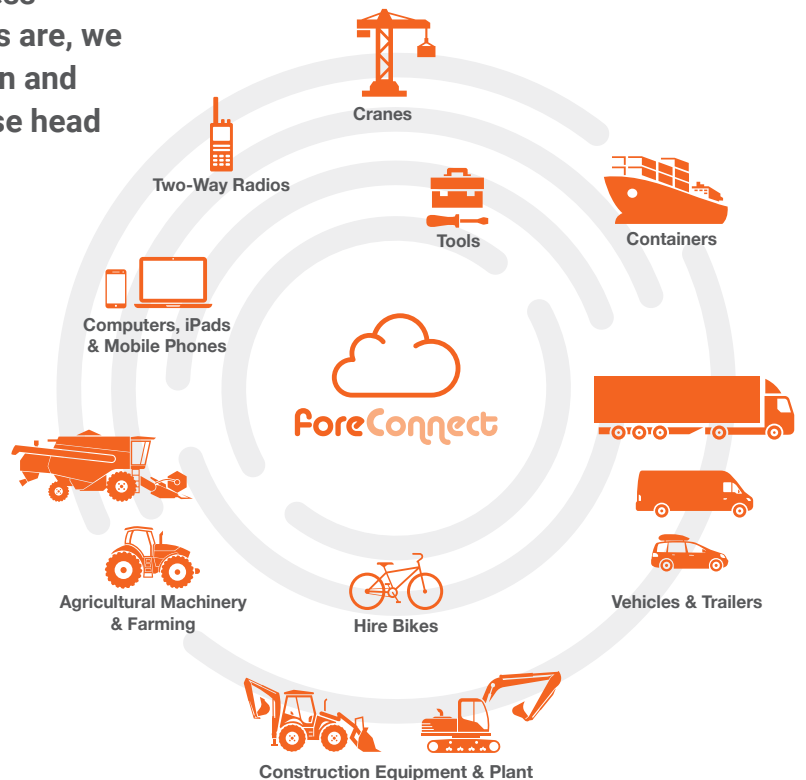 s are, we
n and
se head
Cranes
Two-Way Radios
Tools
Containers
Computers, iPads
& Mobile Phones
foreConnect
Agricultural Machinery
& Farming
Hire Bikes
Vehicles & Trailers
Construction Equipment & Plant